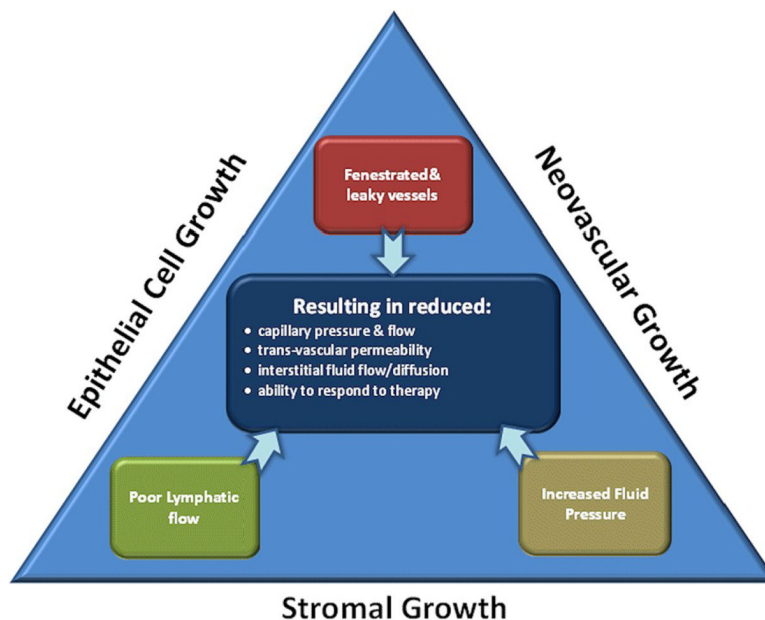 Fenestrated &
leaky vessels
Epithelial Cell Growth
Neovascular Growth
Resulting in reduced:
• capillary pressure & flow
• trans-vascular permeability
• interstitial fluid flow/diffusion
• ability to respond to therapy
Poor Lymphatic
flow
Increased Fluid
Pressure
Stromal Growth